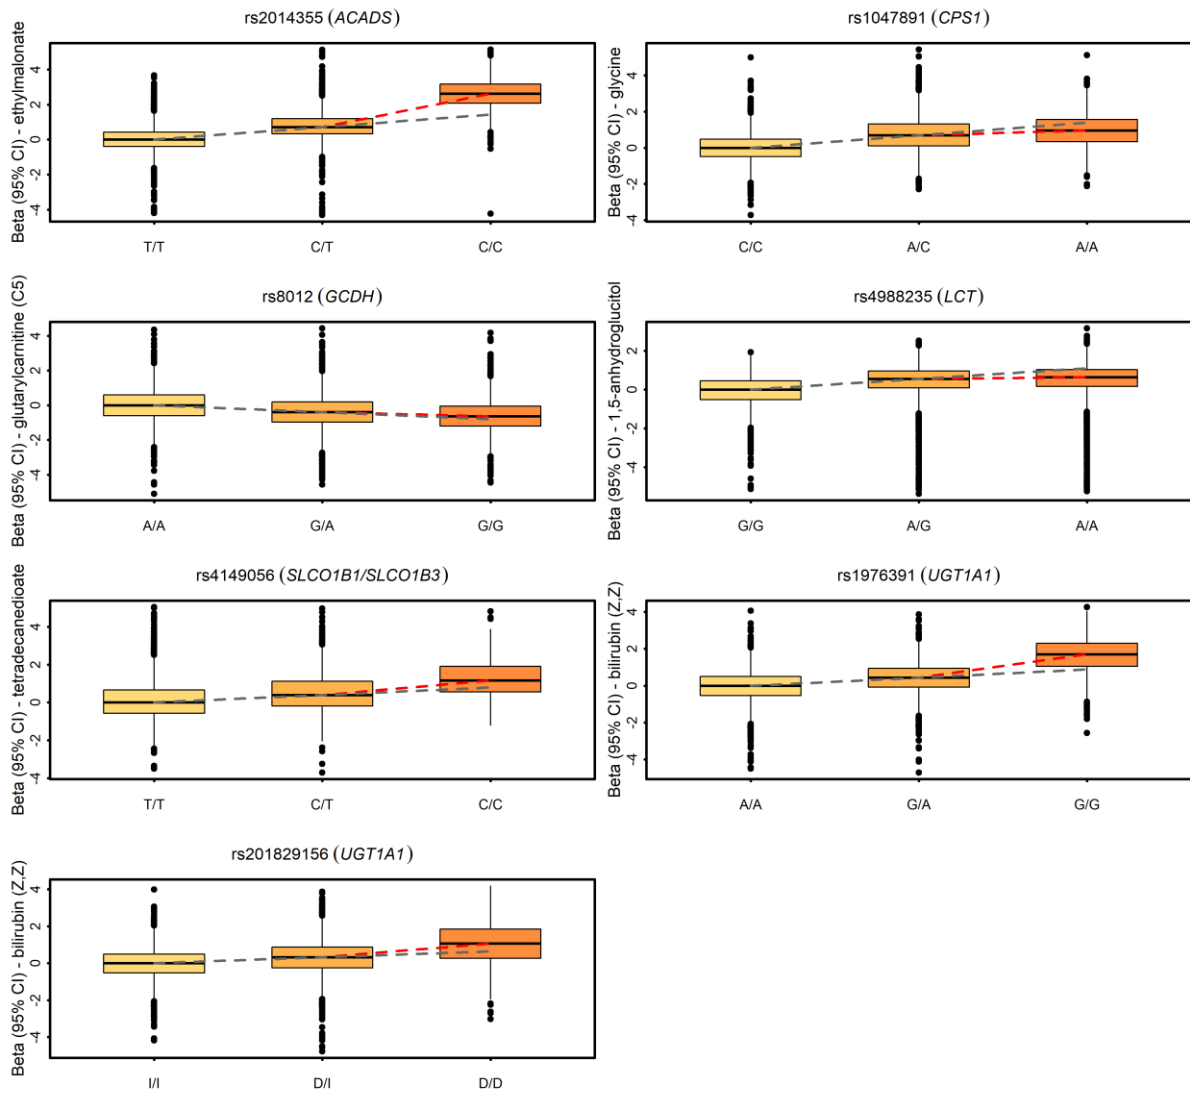 rs2014355 (ACADS)
Beta (95% CI) - ethylmalonate
4
2
0
-2
-4
T/T C/T C/C
rs1047891 (CPS1)
Beta (95% CI) - glycine
4
2
0
-2
-4
C/C A/C A/A
rs8012 (GCDH)
Beta (95% CI) - glutarylcarnitine (C5)
4
2
0
-2
-4
A/A G/A G/G
rs4988235 (LCT)
Beta (95% CI) - 1,5-anhydroglucitol
2
0
-2
-4
G/G A/G A/A
rs4149056 (SLCO1B1/SLCO1B3)
Beta (95% CI) - tetradecanedioate
4
2
0
-2
-4
T/T C/T C/C
rs1976391 (UGT1A1)
Beta (95% CI) - bilirubin (Z,Z)
4
2
0
-2
-4
A/A G/A G/G
rs201829156 (UGT1A1)
Beta (95% CI) - bilirubin (Z,Z)
4
2
0
-2
-4
I/I D/I D/D